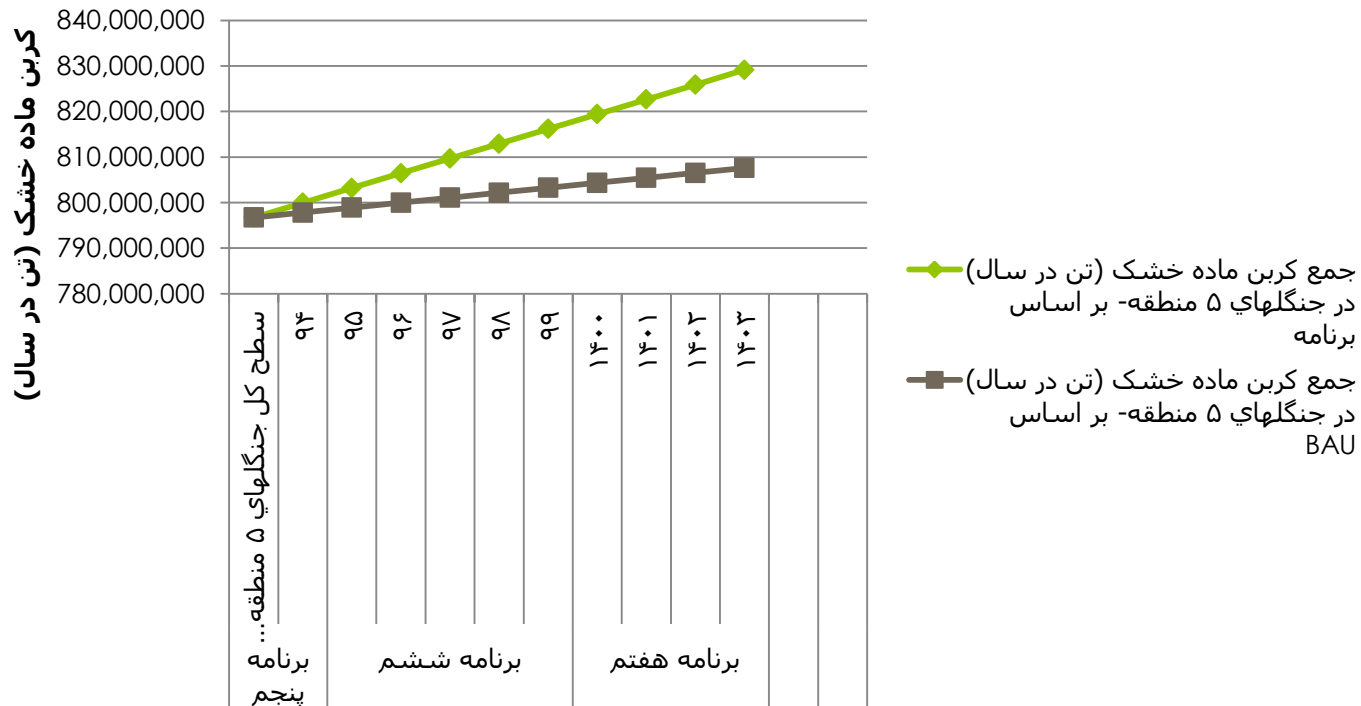 840,000,000
830,000,000
820,000,000
810,000,000
800,000,000
790,000,000
780,000,000
کربن ماده خشک (تن در سال)
سطح کل جنگلهاي ۵ منطقه...
۹۴
۹۵
۹۶
۹۷
۹۸
۹۹
۱۴۰۰
۱۴۰۱
۱۴۰۲
۱۴۰۳
برنامه
پنجم
برنامه ششم
برنامه هفتم
جمع کربن ماده خشک (تن در سال)
در جنگلهاي ۵ منطقه- بر اساس
برنامه
جمع کربن ماده خشک (تن در سال)
در جنگلهاي ۵ منطقه- بر اساس
BAU